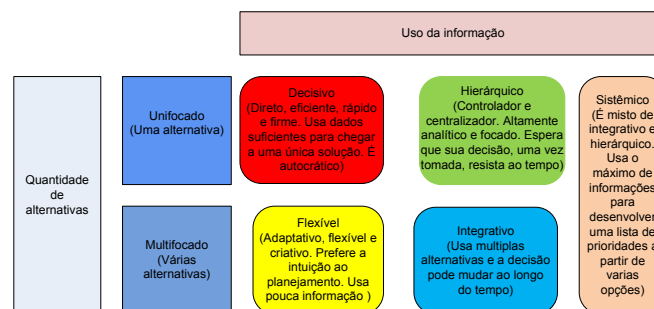 Uso da informação
Quantidade
de
alternativas
Unifocado
(Uma alternativa)
Decisivo
(Direto, eficiente, rápido
e firme. Usa dados
suficientes para chegar
a uma única solução. É
autocrático)
Hierárquico
(Controlador e
centralizador. Altamente
analítico e focado. Espera
que sua decisão, uma vez
tomada, resista ao tempo)
Sistêmico
(É misto de
integrativo e
hierárquico.
Usa o
máximo de
informações
para
desenvolver
uma lista de
prioridades a
partir de
varias
opções)
Multifocado
(Várias
alternativas)
Flexível
(Adaptativo, flexível e
criativo. Prefere a
intuição ao
planejamento. Usa
pouca informação )
Integrativo
(Usa multiplas
alternativas e a decisão
pode mudar ao longo
do tempo)